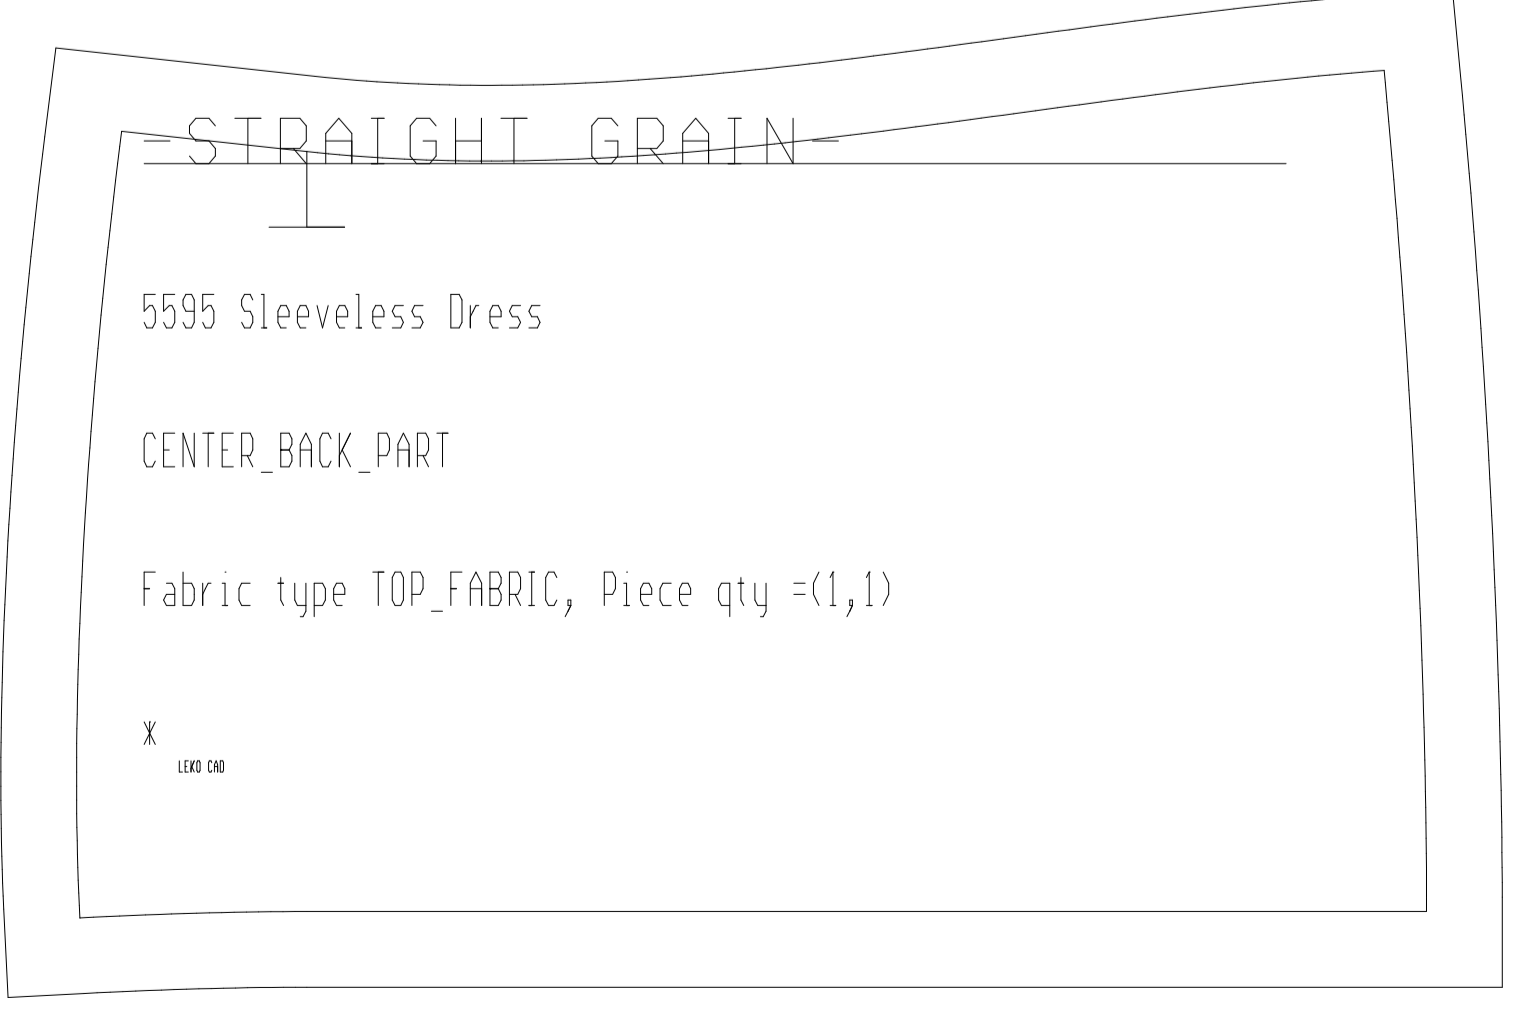 -STRAIGHT GRAIN-
5595 Sleeveless Dress
CENTER_BACK_PART
Fabric type TOP_FABRIC, Piece qty =(1,1)
*
LEKO CAD